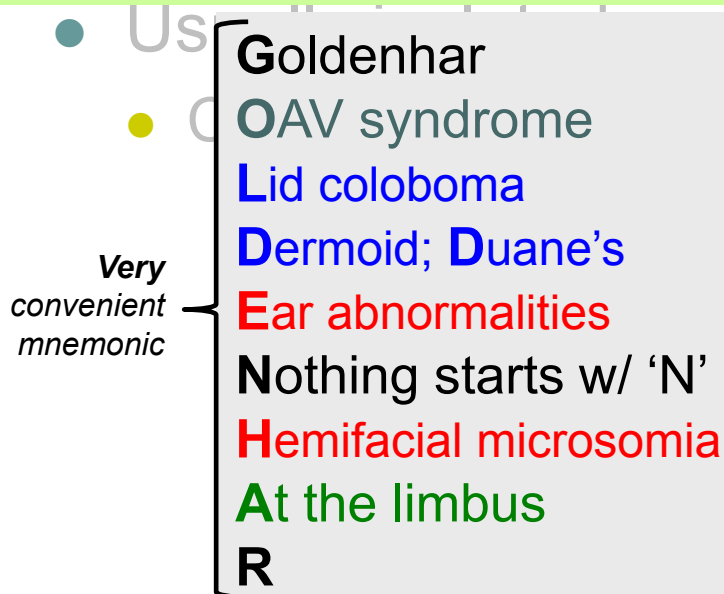 Us
Goldenhar
OAV syndrome
Lid coloboma
Dermoid; Duane’s
Very
convenient
mnemonic
Ear abnormalities
Nothing starts w/ ‘N’
Hemifacial microsomia
At the limbus
R